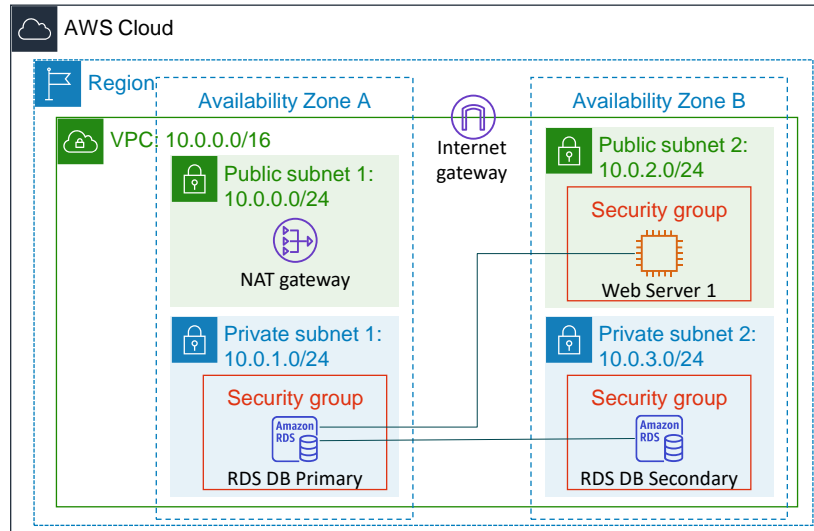 AWS Cloud
Region
Availability Zone A
Availability Zone B
VPC: 10.0.0.0/16
Internet
gateway
Public subnet 1:
10.0.0.0/24
NAT gateway
Public subnet 2:
10.0.2.0/24
Security group
Web Server 1
Private subnet 1:
10.0.1.0/24
Security group
Amazon
RDS
RDS DB Primary
Private subnet 2:
10.0.3.0/24
Security group
Amazon
RDS
RDS DB Secondary